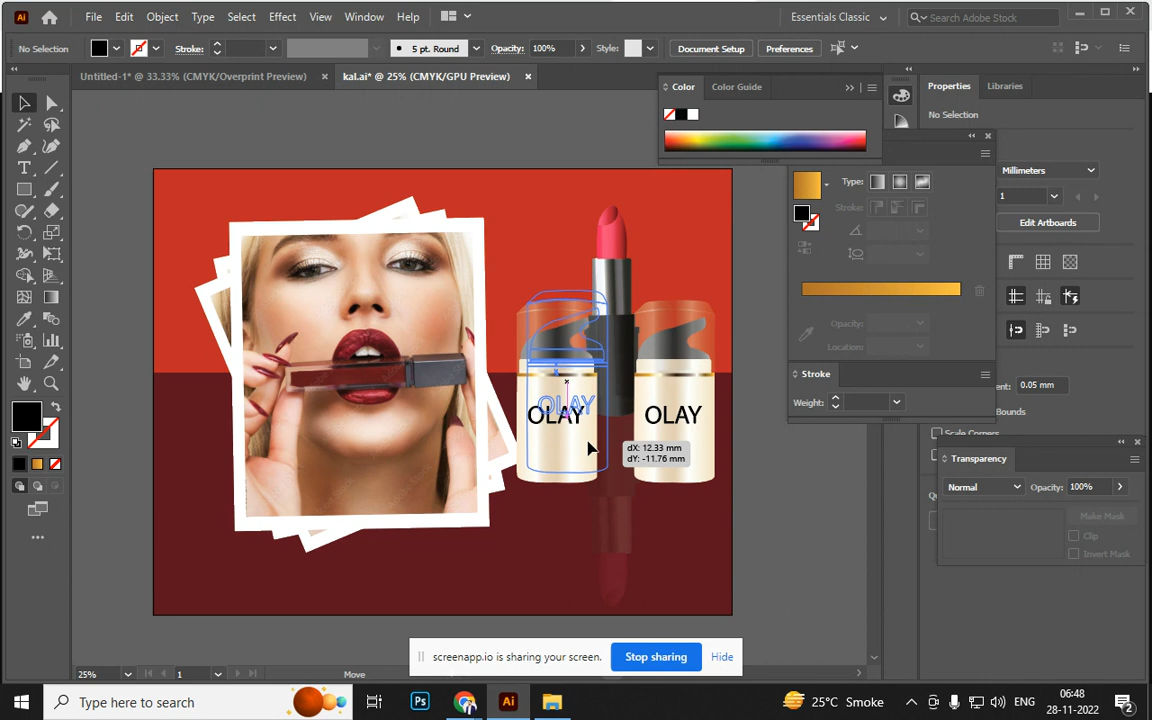 Ai
File Edit Object Type Select Effect View Window Help
Essentials Classic
Search Adobe Stock
No Selection
Stroke:
5 pt. Round
Opacity: 100%
Style:
Document Setup
Preferences
Untitled-1* @ 33.33% (CMYK/Overprint Preview) ×
kal.ai* @ 25% (CMYK/GPU Preview) ×
Color
Color Guide
Properties
Libraries
No Selection
Type:
Millimeters
Stroke:
1
Edit Artboards
Opacity:
Location:
Stroke
Weight:
0.05 mm
Bounds
Scale Corners
Transparency
Normal
Opacity: 100%
Make Mask
Clip
Invert Mask
OLAY
OLAY
OLAY
dX: 12.33 mm
dY: -11.76 mm
screenapp.io is sharing your screen.
Stop sharing
Hide
25%
1
Move
Type here to search
Ps
Ai
25°C Smoke
ENG
06:48
28-11-2022
2